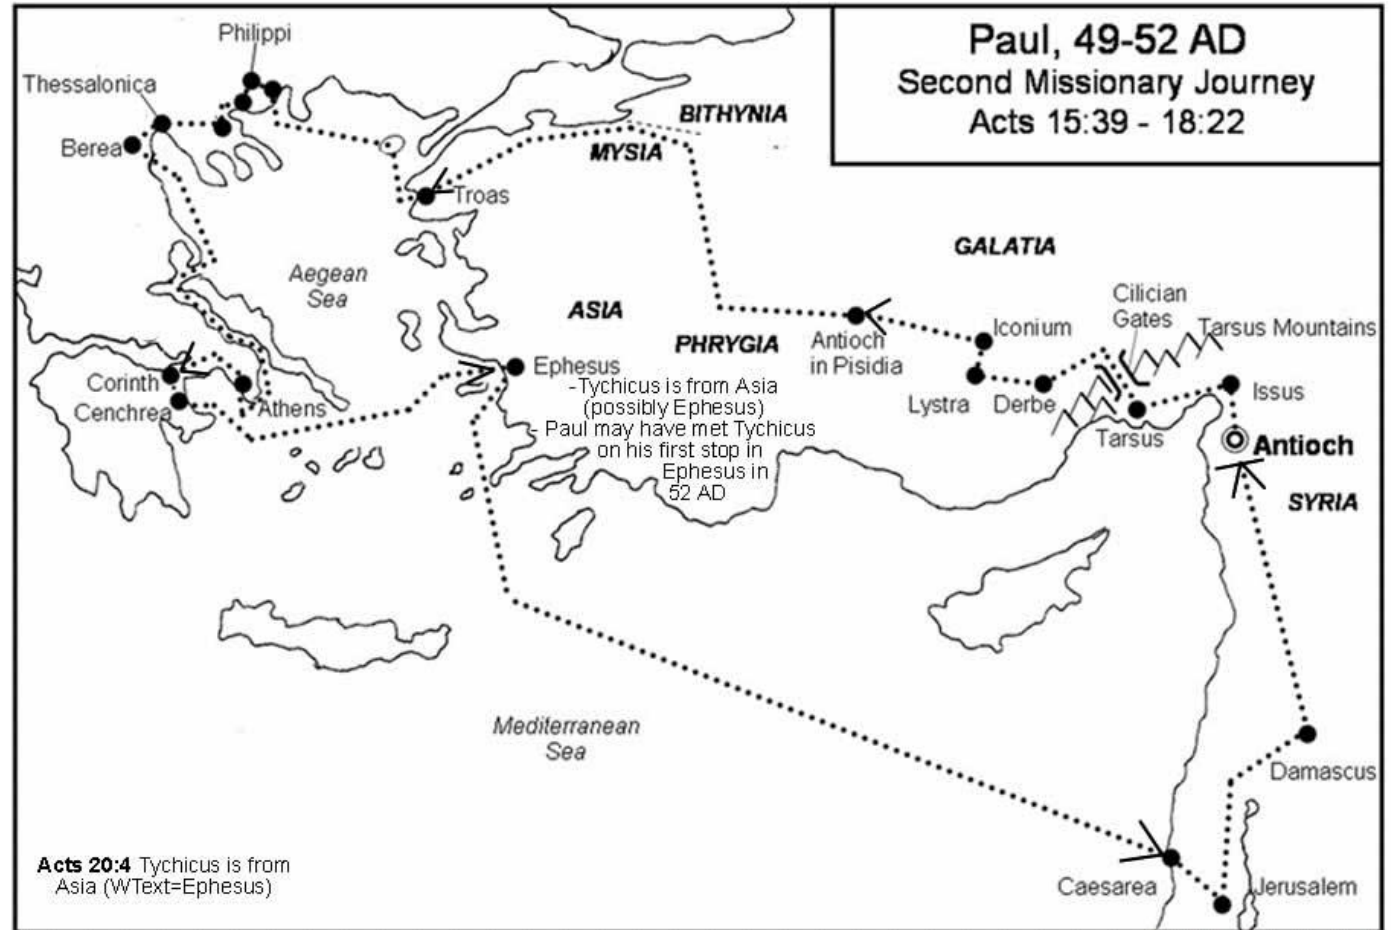 Paul, 49-52 AD
Second Missionary Journey
Acts 15:39 - 18:22
Philippi
Thessalonica
Berea
BITHYNIA
MYSIA
Troas
GALATIA
Aegean
Sea
ASIA
PHRYGIA
Antioch
in Pisidia
Iconium
Cilician
Gates
Tarsus Mountains
Lystra
Derbe
Tarsus
Issus
Antioch
SYRIA
Corinth
Cenchrea
Athens
Ephesus
-Tychicus is from Asia
(possibly Ephesus)
- Paul may have met Tychicus
on his first stop in
Ephesus in
52 AD
Mediterranean
Sea
Damascus
Caesarea
Jerusalem
Acts 20:4 Tychicus is from
Asia (WText=Ephesus)